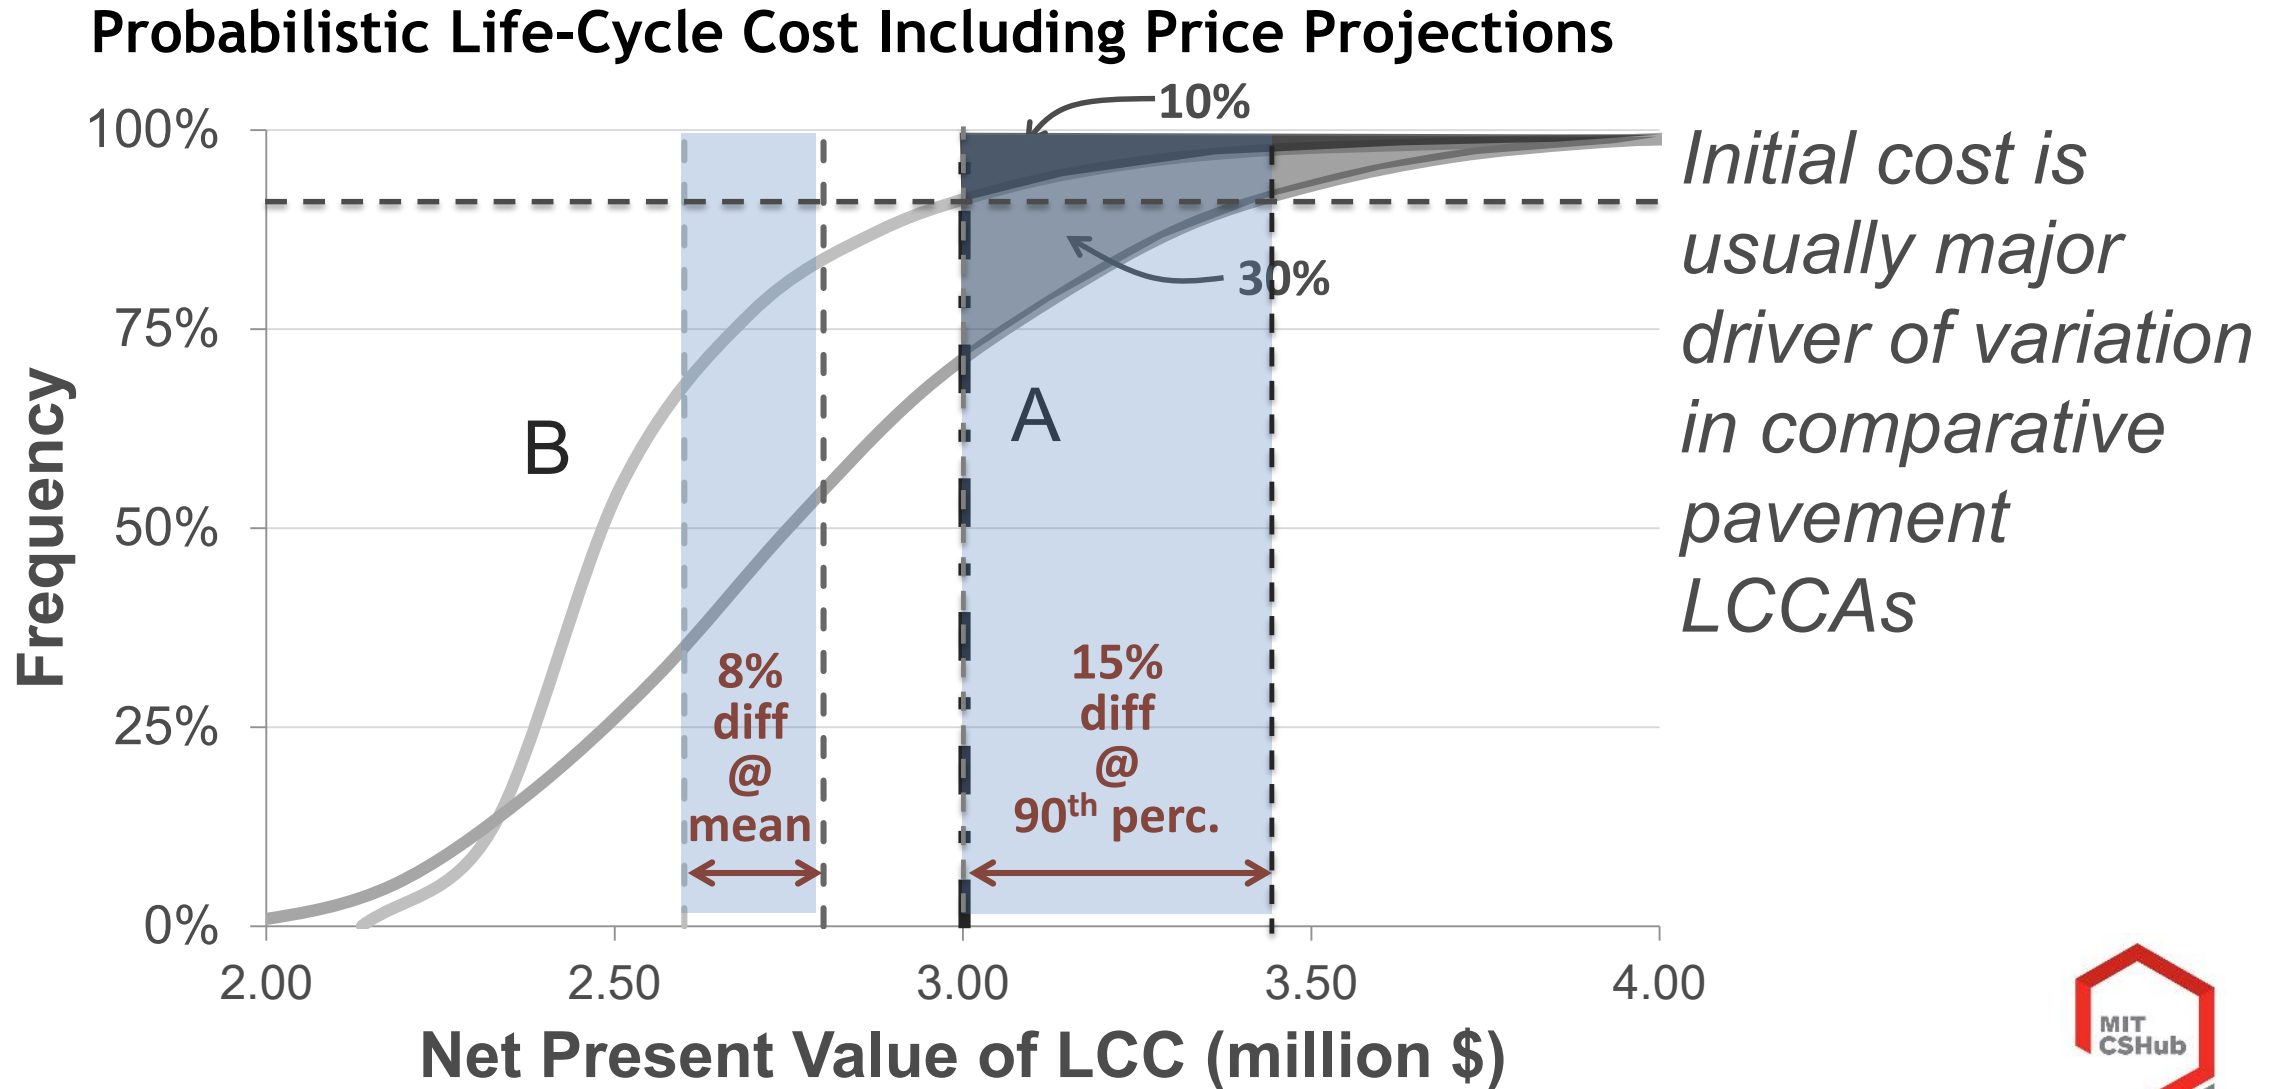 Probabilistic Life-Cycle Cost Including Price Projections
10%
100%
75%
50%
25%
0%
Frequency
30%
B
A
8%
diff
@
mean
15%
diff
@
90th perc.
2.00
2.50
3.00
3.50
4.00
Net Present Value of LCC (million $)
Initial cost is
usually major
driver of variation
in comparative
pavement
LCCAs
MIT
CSHub